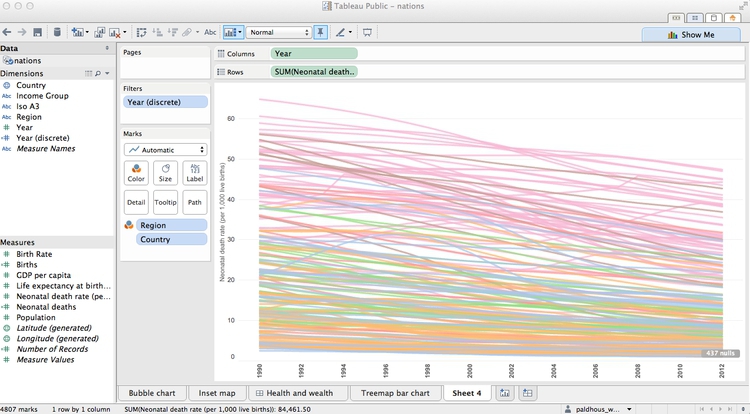 Tableau Public - nations
Abc
Normal
Show Me
Data
nations
Dimensions
Country
Abc Income Group
Abc Iso A3
Abc Region
Year
Year (discrete)
Abc Measure Names
Measures
Birth Rate
Births
GDP per capita
Life expectancy at birth...
Neonatal death rate (pe...
Neonatal deaths
Population
Latitude (generated)
Longitude (generated)
Number of Records
Measure Values
Pages
Filters
Year (discrete)
Marks
Automatic
Color Size Label
Detail Tooltip Path
Region
Country
Columns Year
Rows SUM(Neonatal death..
Neonatal death rate (per 1,000 live births)
60
50
40
30
20
10
0
1990 1992 1994 1996 1998 2000 2002 2004 2006 2008 2010 2012
437 nulls
Bubble chart Inset map Health and wealth Treemap bar chart Sheet 4
4807 marks 1 row by 1 column SUM(Neonatal death rate (per 1,000 live births)): 84,461.50 paldhous_w...